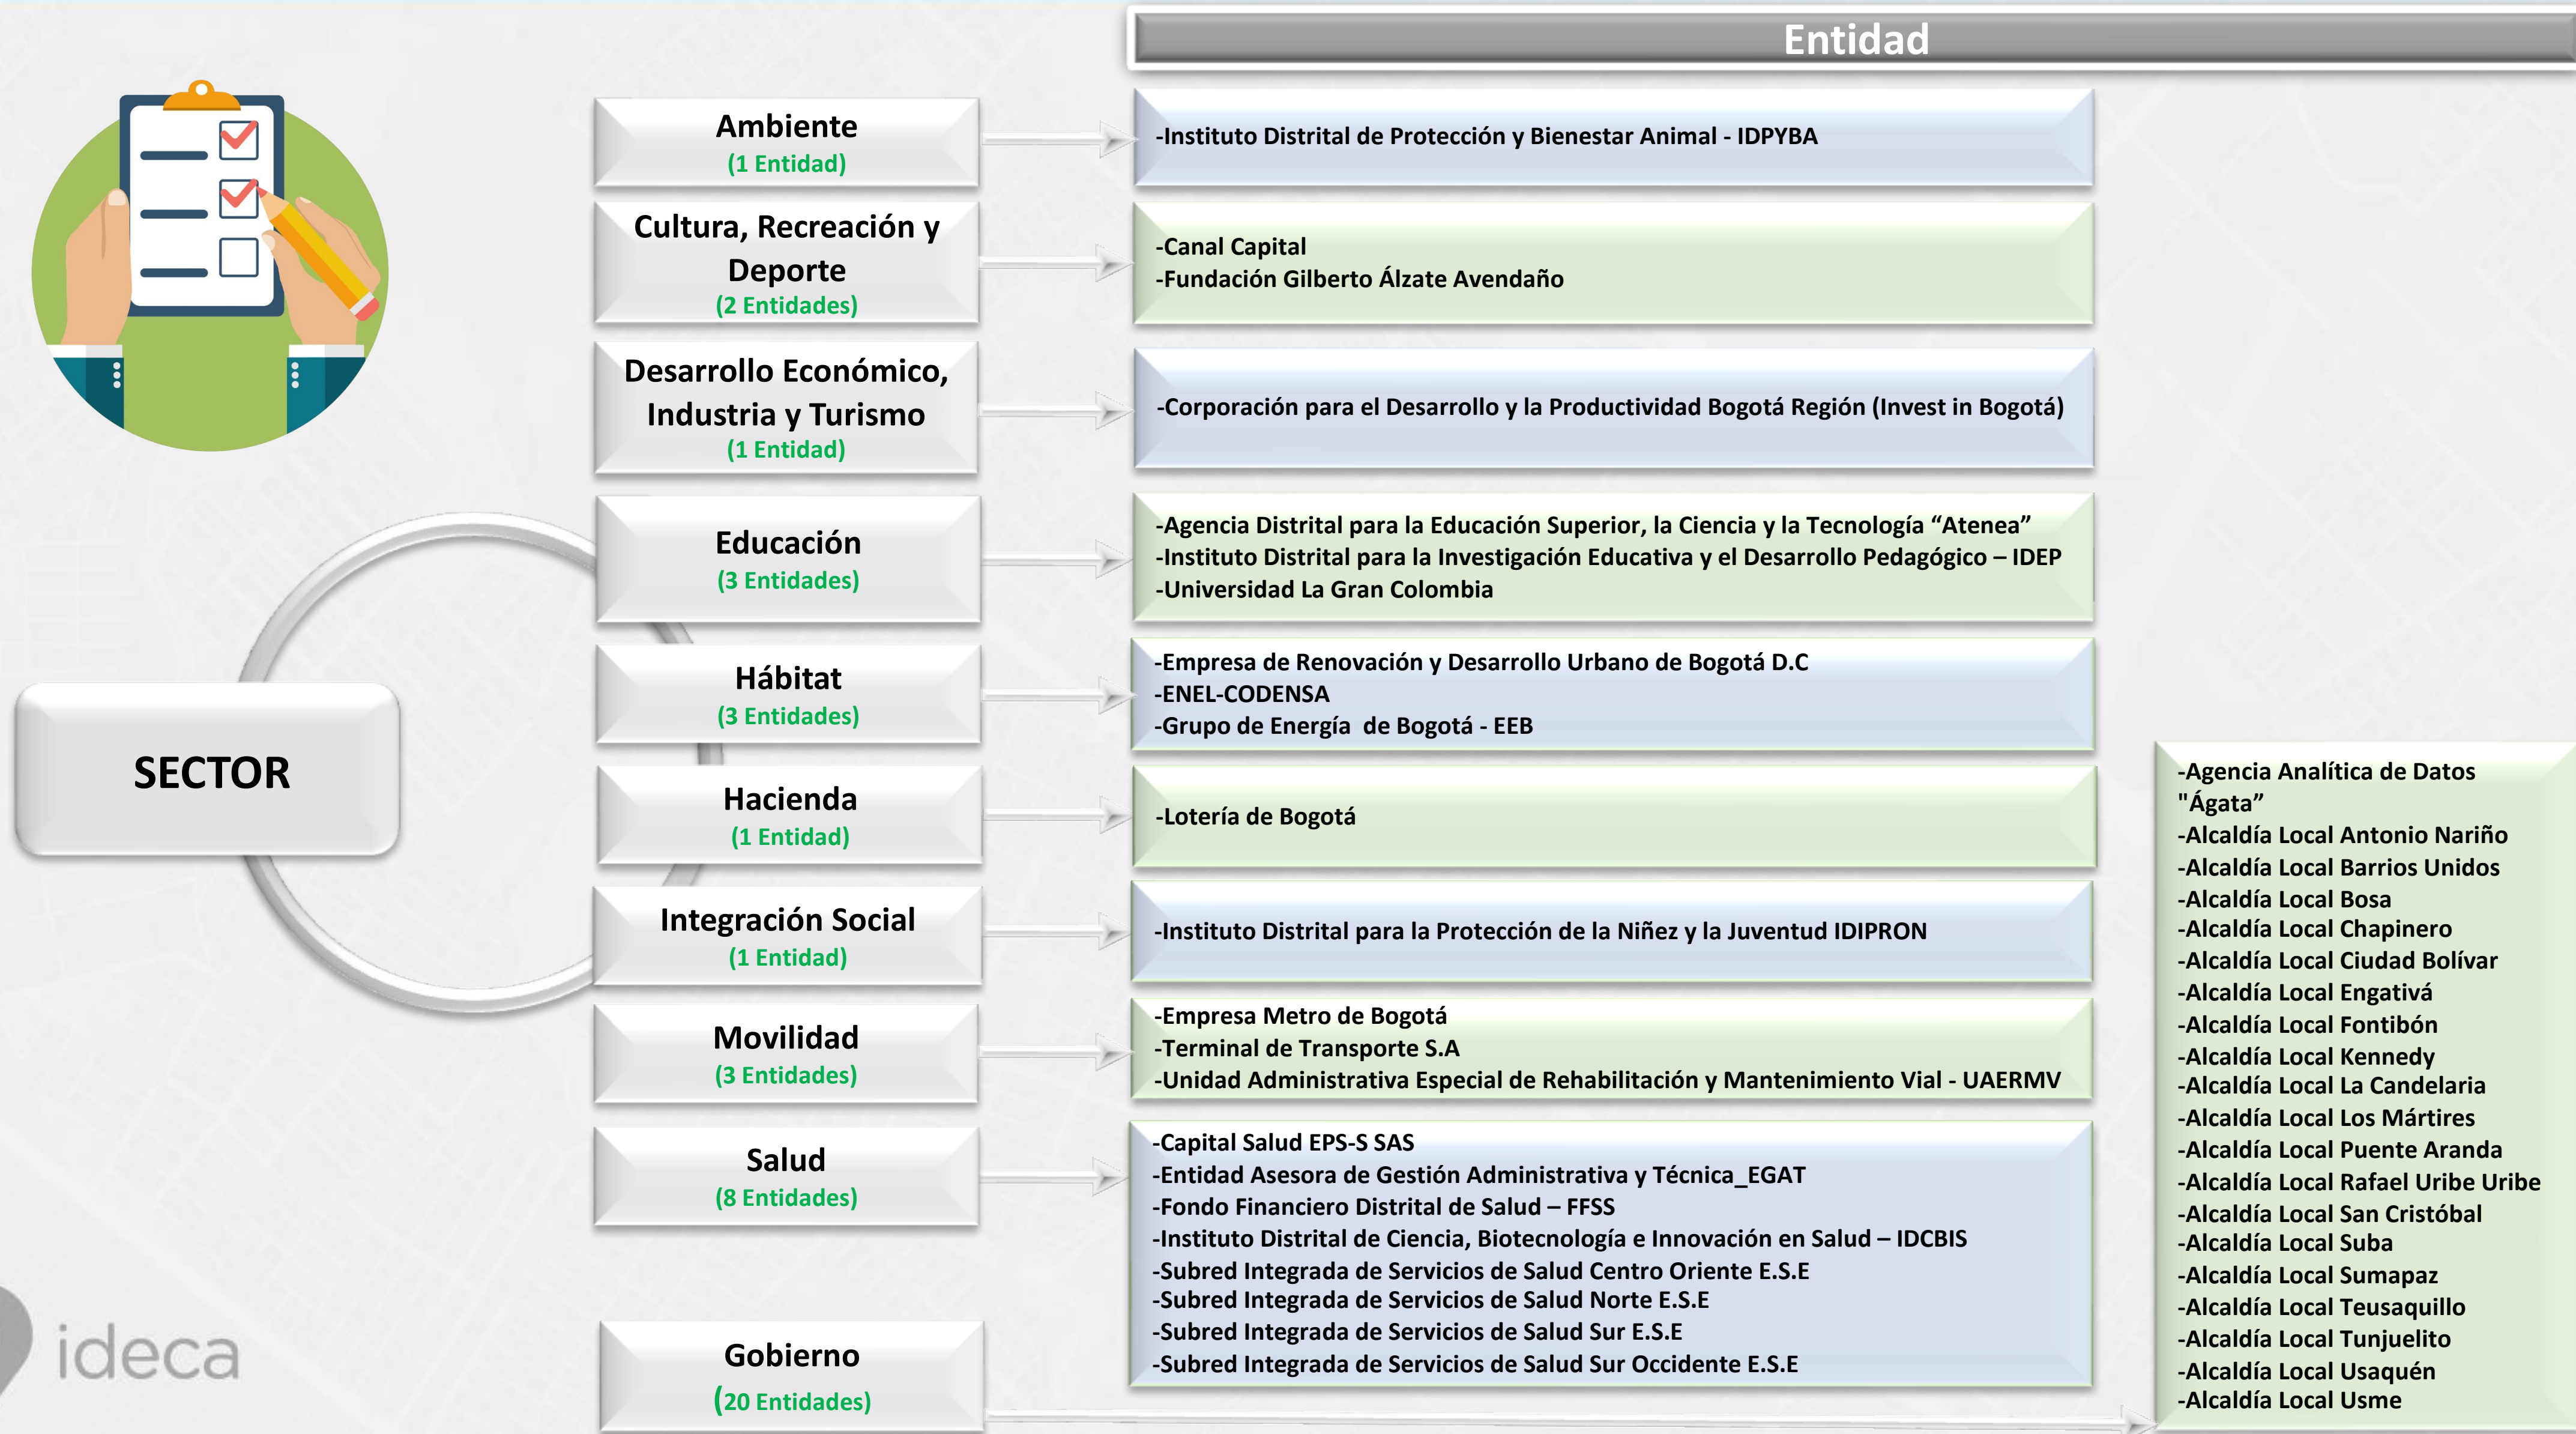 Entidad
Ambiente
(1 Entidad)
-Instituto Distrital de Protección y Bienestar Animal - IDPYBA
Cultura, Recreación y
Deporte
(2 Entidades)
-Canal Capital
-Fundación Gilberto Álzate Avendaño
Desarrollo Económico,
Industria y Turismo
(1 Entidad)
-Corporación para el Desarrollo y la Productividad Bogotá Región (Invest in Bogotá)
Educación
(3 Entidades)
-Agencia Distrital para la Educación Superior, la Ciencia y la Tecnología “Atenea”
-Instituto Distrital para la Investigación Educativa y el Desarrollo Pedagógico – IDEP
-Universidad La Gran Colombia
SECTOR
Hábitat
(3 Entidades)
-Empresa de Renovación y Desarrollo Urbano de Bogotá D.C
-ENEL-CODENSA
-Grupo de Energía  de Bogotá - EEB
Hacienda
(1 Entidad)
-Lotería de Bogotá
Integración Social
(1 Entidad)
-Instituto Distrital para la Protección de la Niñez y la Juventud IDIPRON
Movilidad
(3 Entidades)
-Empresa Metro de Bogotá
-Terminal de Transporte S.A
-Unidad Administrativa Especial de Rehabilitación y Mantenimiento Vial - UAERMV
Salud
(8 Entidades)
-Capital Salud EPS-S SAS
-Entidad Asesora de Gestión Administrativa y Técnica_EGAT
-Fondo Financiero Distrital de Salud – FFSS
-Instituto Distrital de Ciencia, Biotecnología e Innovación en Salud – IDCBIS
-Subred Integrada de Servicios de Salud Centro Oriente E.S.E
-Subred Integrada de Servicios de Salud Norte E.S.E
-Subred Integrada de Servicios de Salud Sur E.S.E
-Subred Integrada de Servicios de Salud Sur Occidente E.S.E
Gobierno
(20 Entidades)
-Agencia Analítica de Datos
"Ágata”
-Alcaldía Local Antonio Nariño
-Alcaldía Local Barrios Unidos
-Alcaldía Local Bosa
-Alcaldía Local Chapinero
-Alcaldía Local Ciudad Bolívar
-Alcaldía Local Engativá
-Alcaldía Local Fontibón
-Alcaldía Local Kennedy
-Alcaldía Local La Candelaria
-Alcaldía Local Los Mártires
-Alcaldía Local Puente Aranda
-Alcaldía Local Rafael Uribe Uribe
-Alcaldía Local San Cristóbal
-Alcaldía Local Suba
-Alcaldía Local Sumapaz
-Alcaldía Local Teusaquillo
-Alcaldía Local Tunjuelito
-Alcaldía Local Usaquén
-Alcaldía Local Usme
ideca